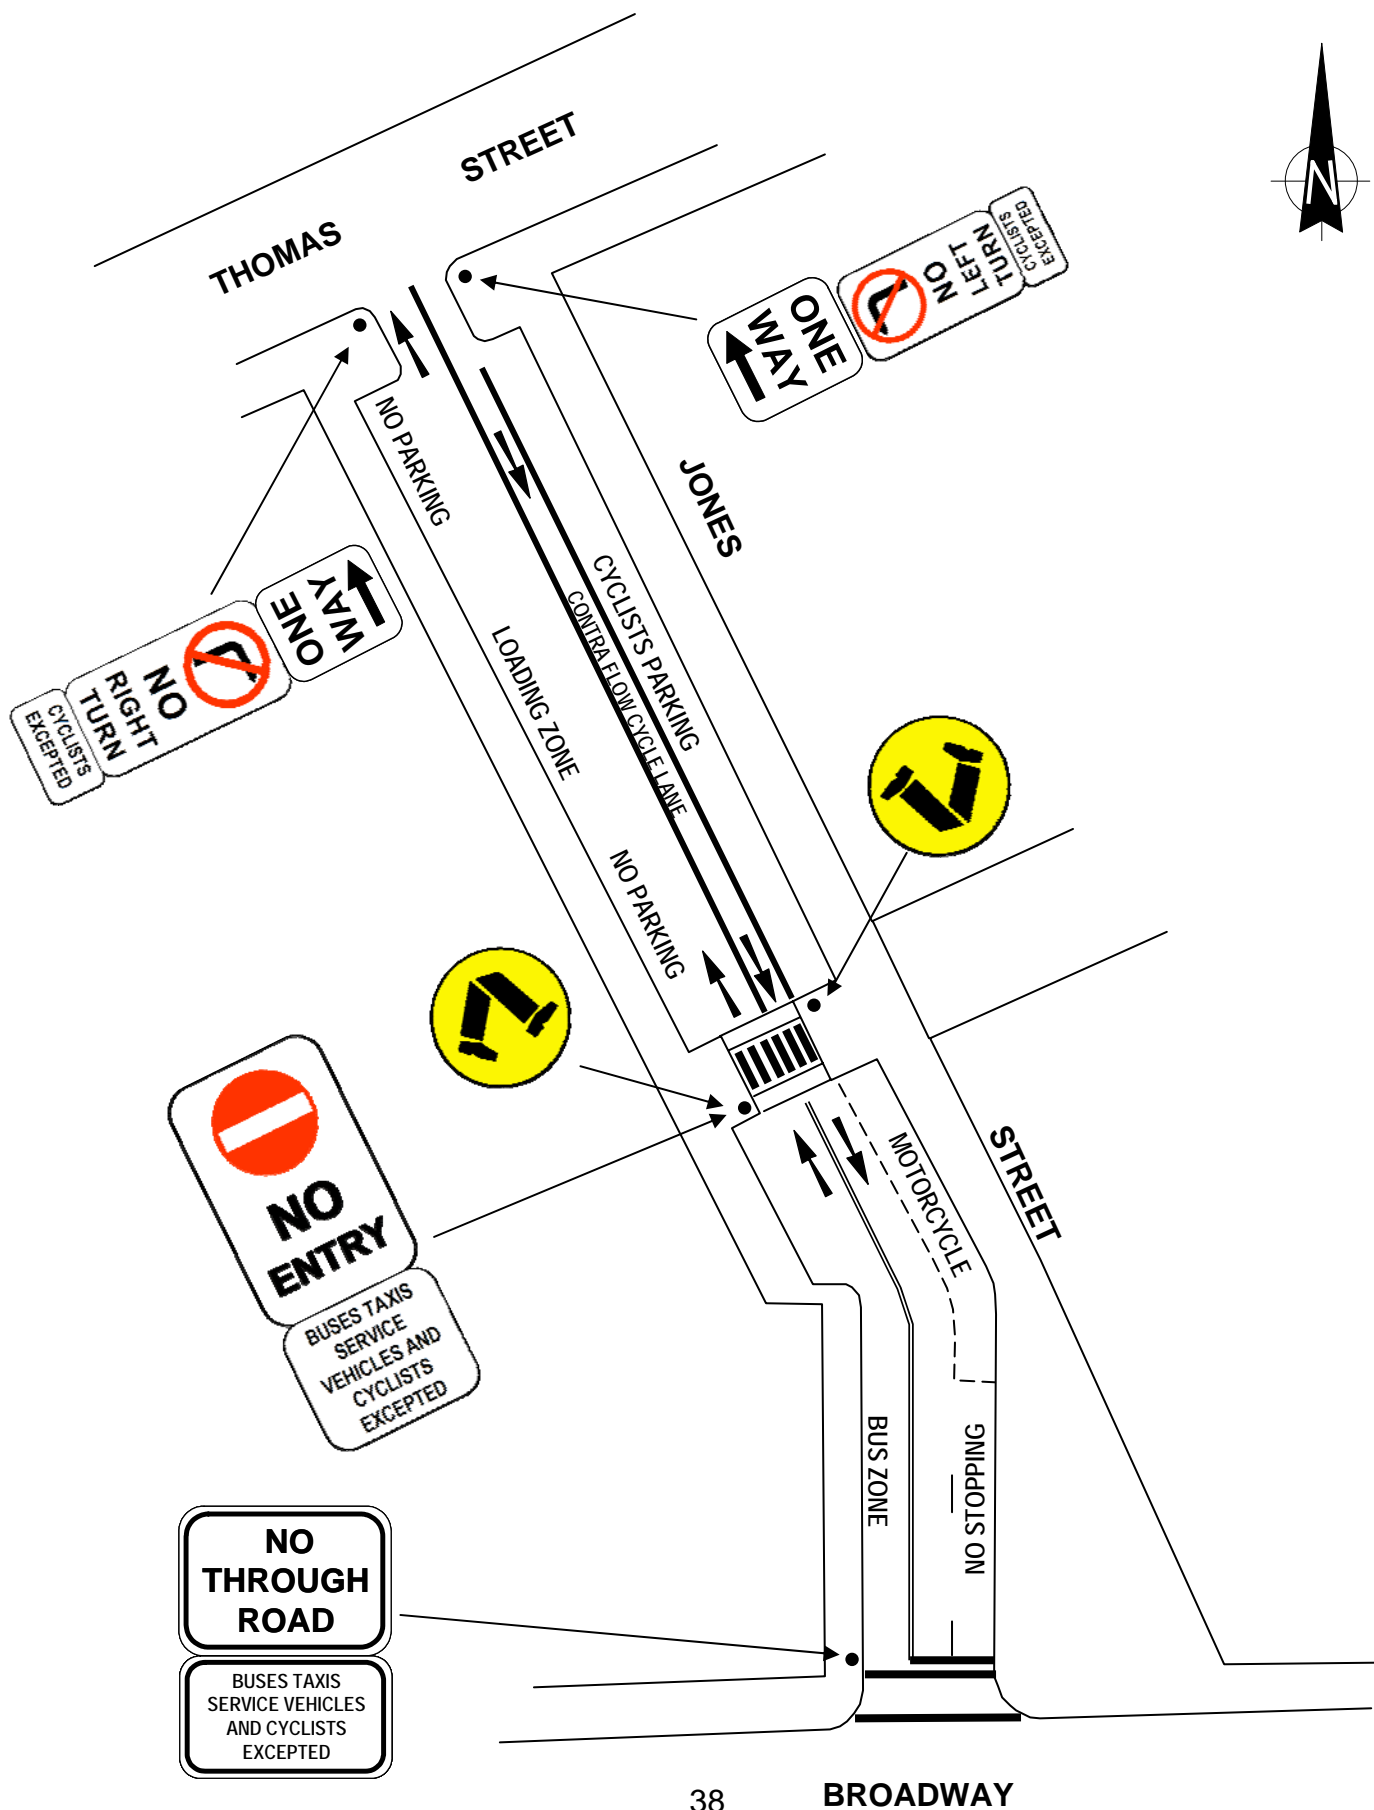 STREET
THOMAS
N
NO
LEFT
TURN
CYCLISTS
EXCEPTED
ONE
WAY
NO PARKING
JONES
ONE
WAY
NO
RIGHT
TURN
CYCLISTS
EXCEPTED
CYCLISTS PARKING
CONTRA FLOW CYCLE LANE
LOADING ZONE
NO PARKING
NO
ENTRY
BUSES TAXIS
SERVICE
VEHICLES AND
CYCLISTS
EXCEPTED
MOTORCYCLE
STREET
BUS ZONE
NO STOPPING
NO
THROUGH
ROAD
BUSES TAXIS
SERVICE VEHICLES
AND CYCLISTS
EXCEPTED
38
BROADWAY